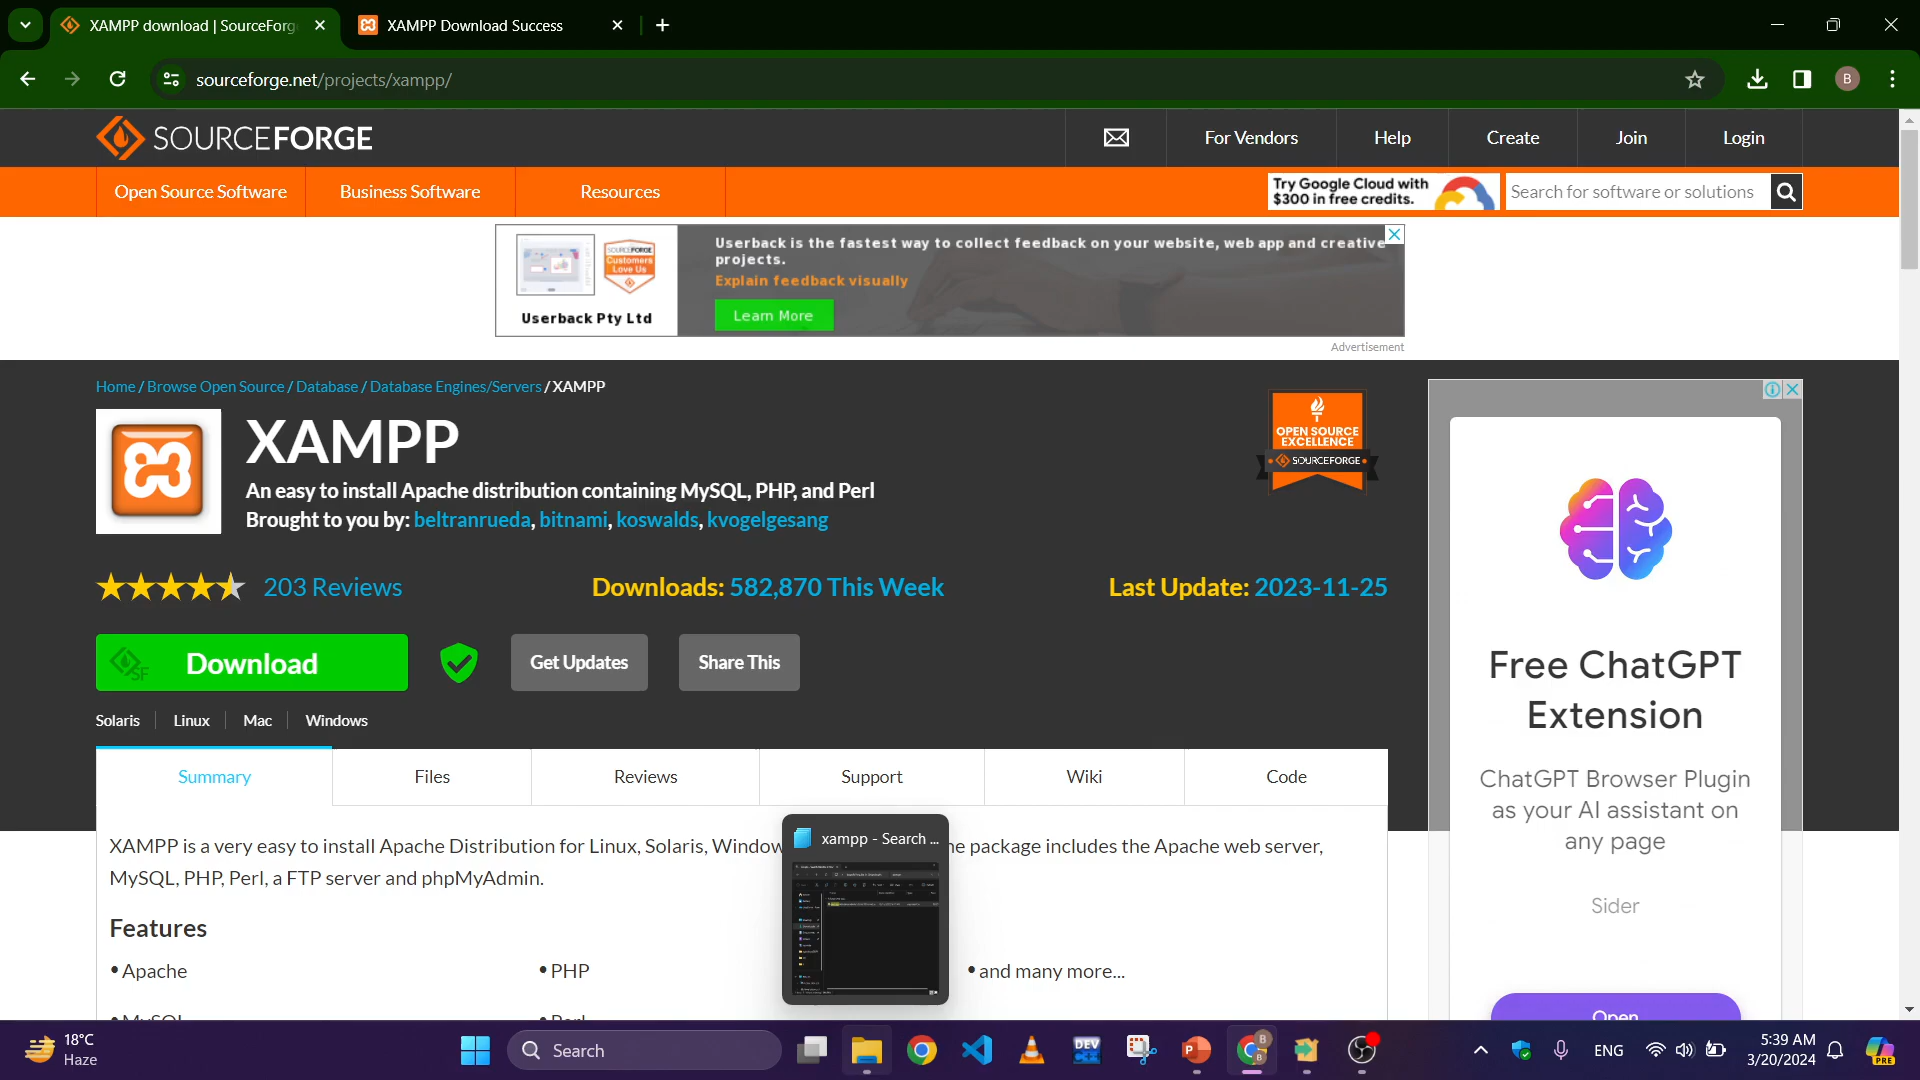 XAMPP download | SourceForg
XAMPP Download Success
sourceforge.net/projects/xampp/
B
SOURCEFORGE
For Vendors
Help
Create
Join
Login
Open Source Software
Business Software
Resources
Try Google Cloud with
$300 in free credits.
Search for software or solutions
SOURCEFORGE
Customers
Love Us
Userback Pty Ltd
Userback is the fastest way to collect feedback on your website, web app and creative
projects.
Explain feedback visually
Learn More
Advertisement
Home / Browse Open Source / Database / Database Engines/Servers / XAMPP
XAMPP
An easy to install Apache distribution containing MySQL, PHP, and Perl
Brought to you by: beltranrueda, bitnami, koswalds, kvogelgesang
OPEN SOURCE
EXCELLENCE
SOURCEFORGE
203 Reviews
Downloads: 582,870 This Week
Last Update: 2023-11-25
SF
Download
Get Updates
Share This
Solaris
Linux
Mac
Windows
Summary
Files
Reviews
Support
Wiki
Code
XAMPP is a very easy to install Apache Distribution for Linux, Solaris, Window
e package includes the Apache web server,
MySQL, PHP, Perl, a FTP server and phpMyAdmin.
Features
• Apache
• PHP
• and many more...
• MySQL
• Perl
xampp - Search ...
Free ChatGPT
Extension
ChatGPT Browser Plugin
as your AI assistant on
any page
Sider
Open
18°C
Haze
Search
DEV
P
B
B
ENG
5:39 AM
3/20/2024
PRE